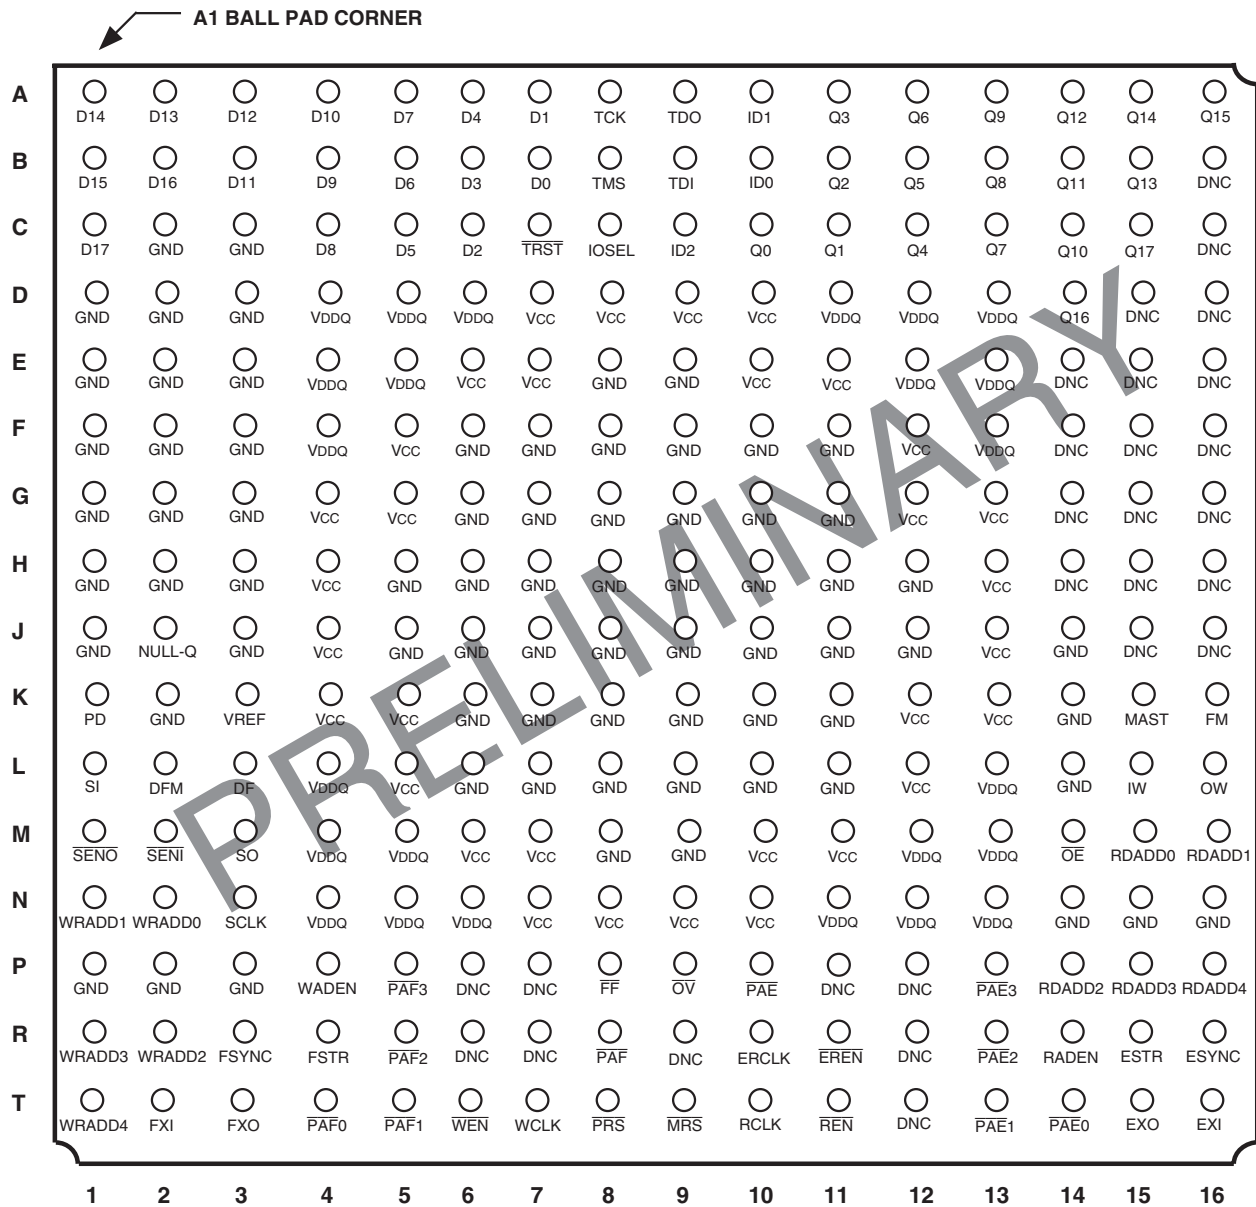 A1 BALL PAD CORNER
A
D14 D13 D12 D10 D7 D4 D1 TCK TDO ID1 Q3 Q6 Q9 Q12 Q14 Q15
B
D15 D16 D11 D9 D6 D3 D0 TMS TDI ID0 Q2 Q5 Q8 Q11 Q13 DNC
C
D17 GND GND D8 D5 D2 TRST IOSEL ID2 Q0 Q1 Q4 Q7 Q10 Q17 DNC
D
GND GND GND VDDQ VDDQ VDDQ VCC VCC VCC VCC VDDQ VDDQ VDDQ Q16 DNC DNC
E
GND GND GND VDDQ VDDQ VCC VCC GND GND VCC VCC VDDQ VDDQ DNC DNC DNC
F
GND GND GND VDDQ VCC GND GND GND GND GND GND VCC VDDQ DNC DNC DNC
G
GND GND GND VCC VCC GND GND GND GND GND GND VCC VCC DNC DNC DNC
H
GND GND GND VCC GND GND GND GND GND GND GND GND VCC DNC DNC DNC
J
GND NULL-Q GND VCC GND GND GND GND GND GND GND GND VCC GND DNC DNC
K
PD GND VREF VCC VCC GND GND GND GND GND GND VCC VCC GND MAST FM
L
SI DFM DF VDDQ VCC GND GND GND GND GND GND VCC VDDQ GND IW OW
M
SENO SENI SO VDDQ VDDQ VCC VCC GND GND VCC VCC VDDQ VDDQ OE RDADD0 RDADD1
N
WRADD1 WRADD0 SCLK VDDQ VDDQ VDDQ VCC VCC VCC VCC VDDQ VDDQ VDDQ GND GND GND
P
GND GND GND WADEN PAF3 DNC DNC FF OV PAE DNC DNC PAE3 RDADD2 RDADD3 RDADD4
R
WRADD3 WRADD2 FSYNC FSTR PAF2 DNC DNC PAF DNC ERCLK EREN DNC PAE2 RADEN ESTR ESYNC
T
WRADD4 FXI FXO PAF0 PAF1 WEN WCLK PRS MRS RCLK REN DNC PAE1 PAE0 EXO EXI
1 2 3 4 5 6 7 8 9 10 11 12 13 14 15 16
PRELIMINARY